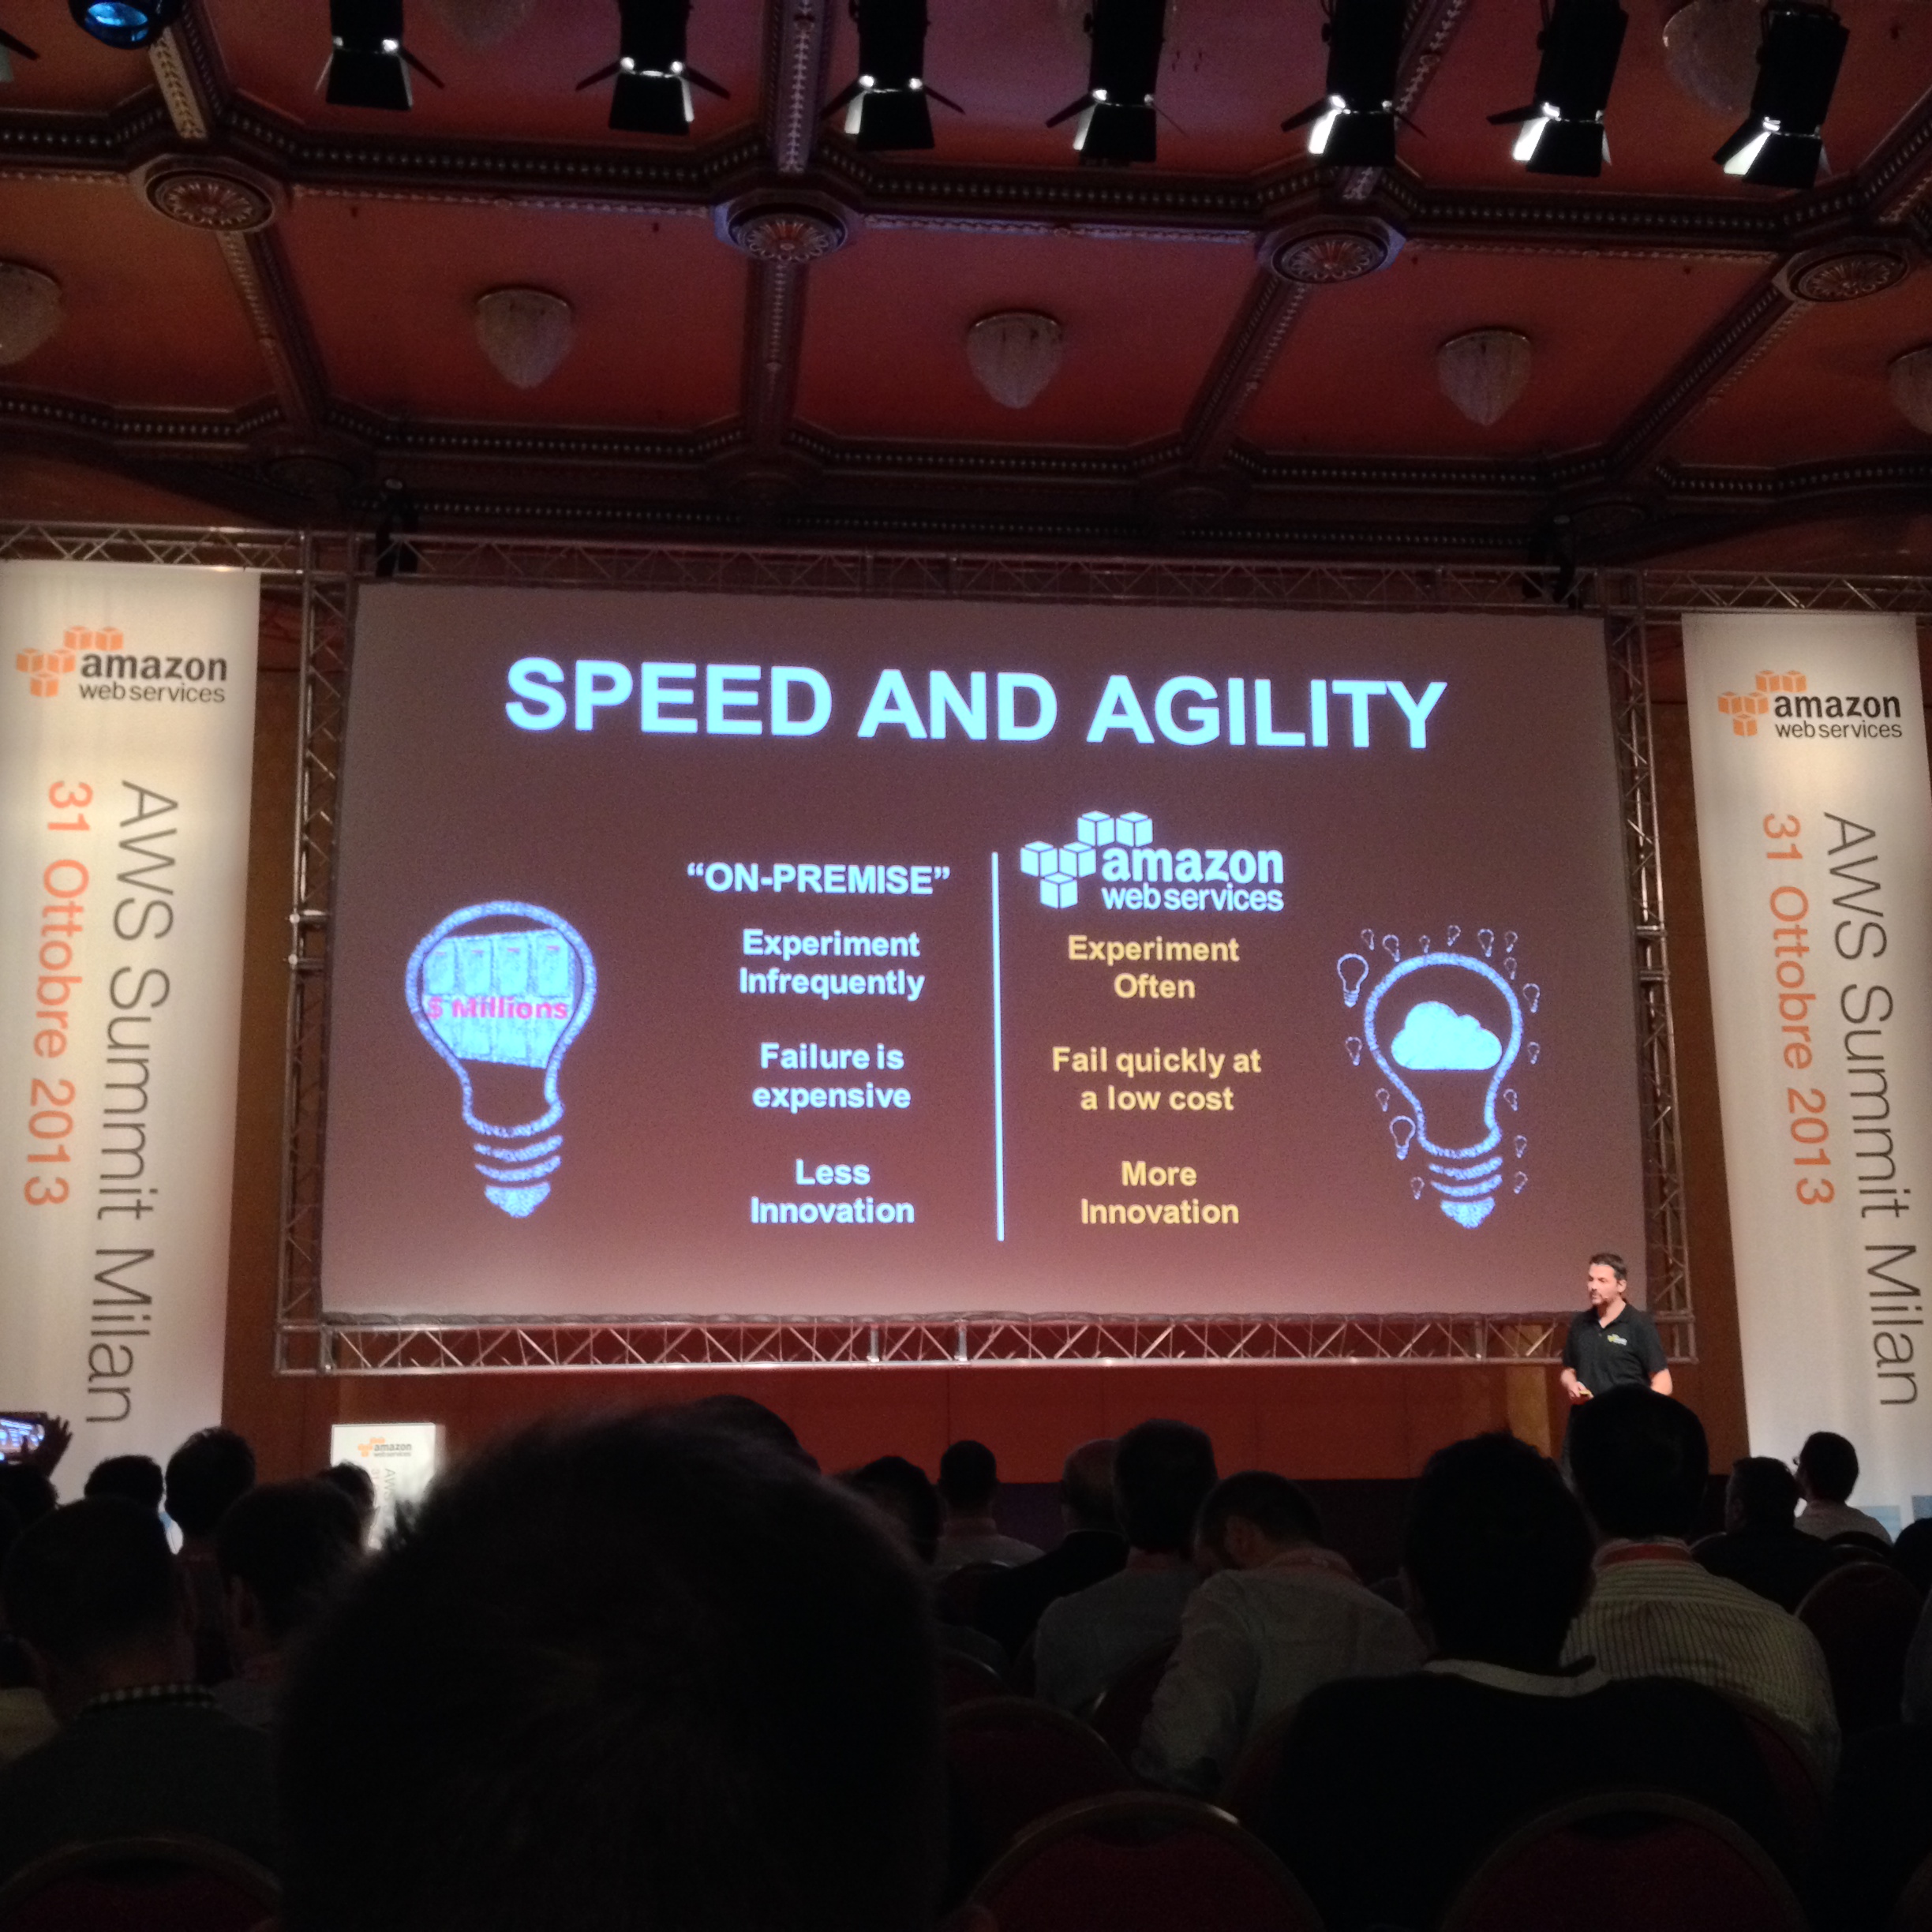 amazon
web services
AWS Summit Milan
31 Ottobre 2013
SPEED AND AGILITY
"ON-PREMISE"
Experiment
Infrequently
Failure is
expensive
Less
Innovation
$ Millions
amazon
web services
Experiment
Often
Fail quickly at
a low cost
More
Innovation
amazon
web services
AWS Summit Milan
31 Ottobre 2013
amazon
web services